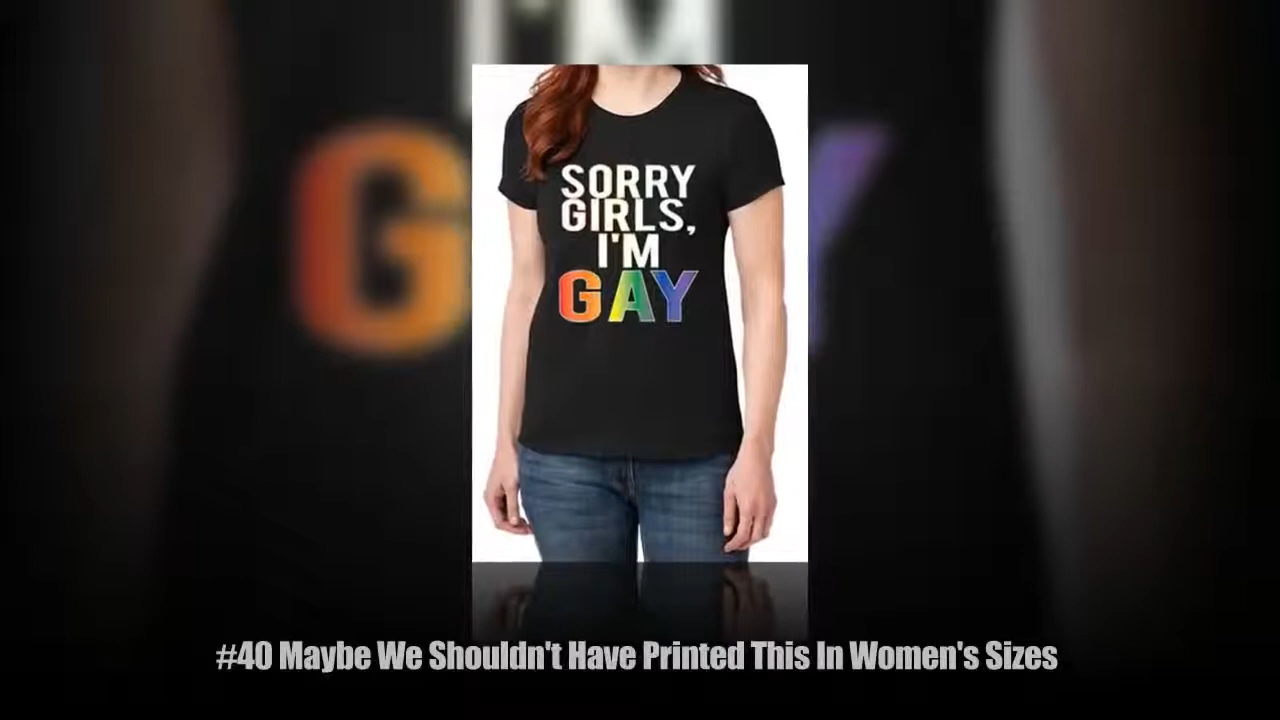 SORRY
GIRLS,
I'M
GAY
#40 Maybe We Shouldn't Have Printed This In Women's Sizes